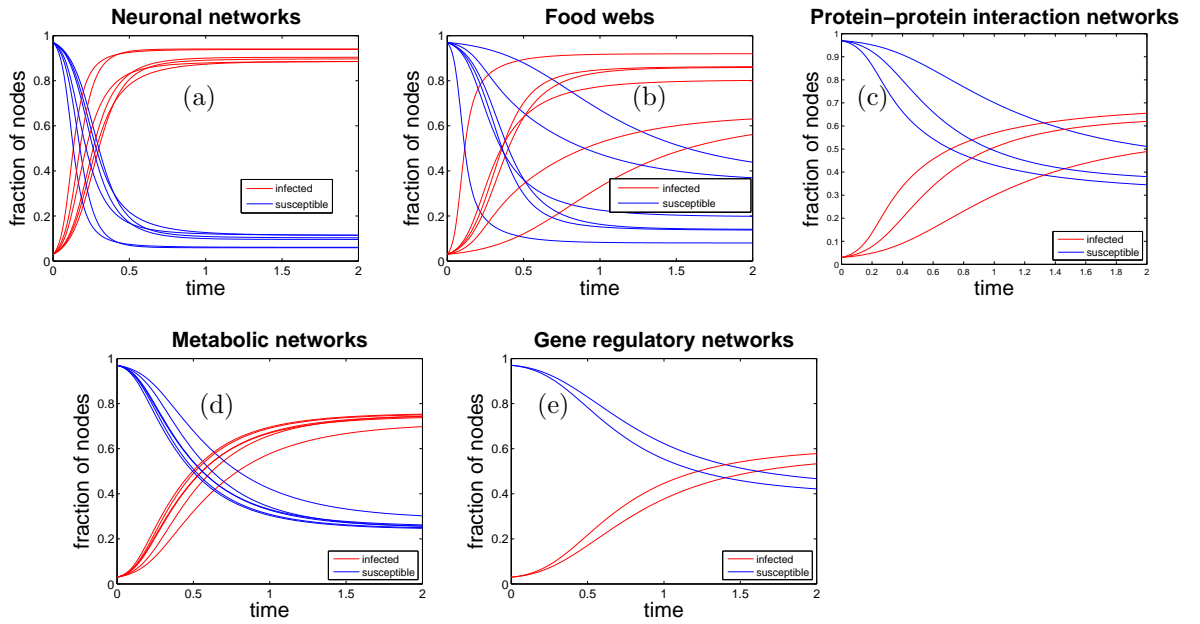 Neuronal networks
fraction of nodes
1
0.8
0.6
0.4
0.2
0
(a)
infected
susceptible
0
0.5
1
1.5
2
time
Food webs
fraction of nodes
1
0.8
0.6
0.4
0.2
0
(b)
infected
susceptible
0
0.5
1
1.5
2
time
Protein–protein interaction networks
fraction of nodes
1
0.9
0.8
0.7
0.6
0.5
0.4
0.3
0.2
0.1
0
(c)
infected
susceptible
0
0.2
0.4
0.6
0.8
1
1.2
1.4
1.6
1.8
2
time
Metabolic networks
fraction of nodes
1
0.8
0.6
0.4
0.2
0
(d)
infected
susceptible
0
0.5
1
1.5
2
time
Gene regulatory networks
fraction of nodes
1
0.8
0.6
0.4
0.2
0
(e)
infected
susceptible
0
0.5
1
1.5
2
time